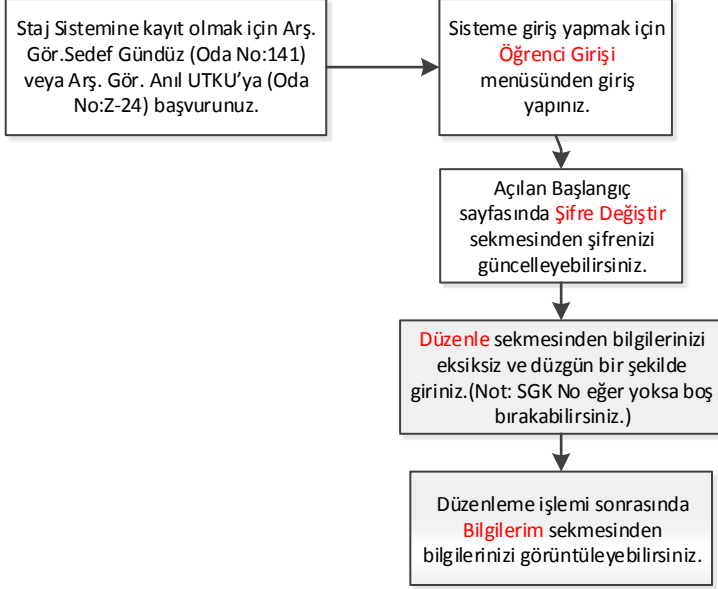 Staj Sistemine kayıt olmak için Arş.
Gör.Sedef Gündüz (Oda No:141)
veya Arş. Gör. Anıl UTKU'ya (Oda
No:Z-24) başvurunuz.
Sisteme giriş yapmak için
Öğrenci Girişi
menüsünden giriş
yapınız.
Açılan Başlangıç
sayfasında Şifre Değiştir
sekmesinden şifrenizi
güncelleyebilirsiniz.
Düzenle sekmesinden bilgilerinizi
eksiksiz ve düzgün bir şekilde
giriniz.(Not: SGK No eğer yoksa boş
bırakabilirsiniz.)
Düzenleme işlemi sonrasında
Bilgilerim sekmesinden
bilgilerinizi görüntüleyebilirsiniz.